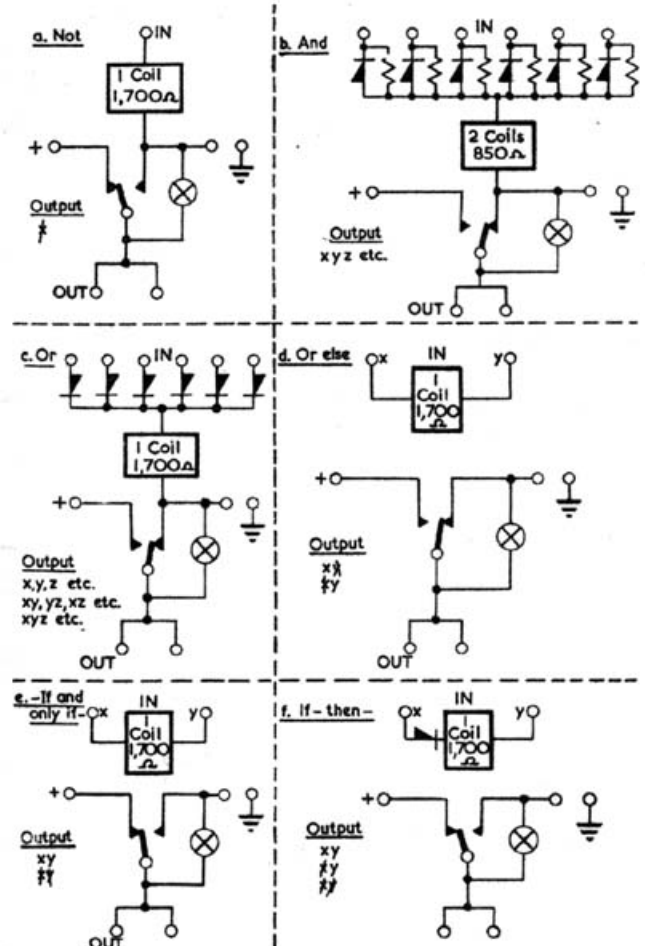 a. Not
IN
1 Coil
1,700Ω
+
Output
x̸
OUT
b. And
IN
2 Coils
850Ω
+
Output
x y z etc.
OUT
c. Or
IN
1 Coil
1,700Ω
+
Output
x,y,z etc.
xy, yz, xz etc.
xyz etc.
OUT
d. Or else
IN
x
y
1
Coil
1,700
Ω
+
Output
xy̸
x̸y
OUT
e. -If and
only if-
IN
x
y
1
Coil
1,700
Ω
+
Output
xy
x̸y̸
OUT
f. If - then -
IN
x
y
1
Coil
1,700
Ω
+
Output
xy
x̸y
x̸y̸